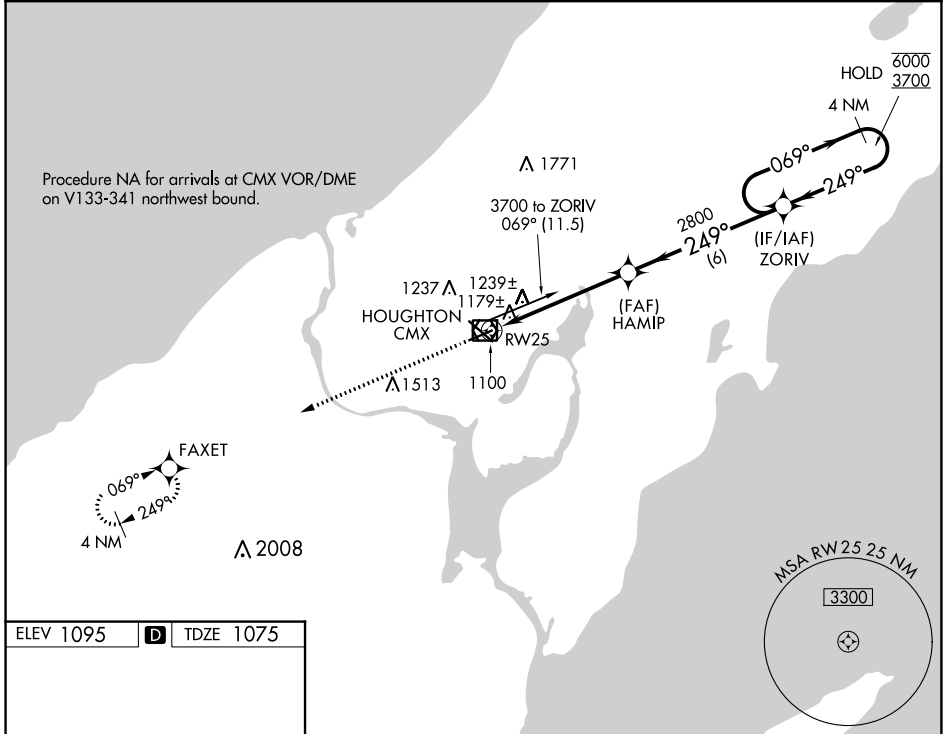 6000
HOLD 3700
4 NM
069°
249°
1771
Procedure NA for arrivals at CMX VOR/DME
on V133-341 northwest bound.
3700 to ZORIV
069° (11.5)
2800
249°
(6)
(IF/IAF)
ZORIV
(FAF)
HAMIP
1237
1239±
1179±
HOUGHTON
CMX
RW25
1100
1513
FAXET
069°
249°
4 NM
2008
MSA RW25 25 NM
3300
ELEV 1095 D TDZE 1075